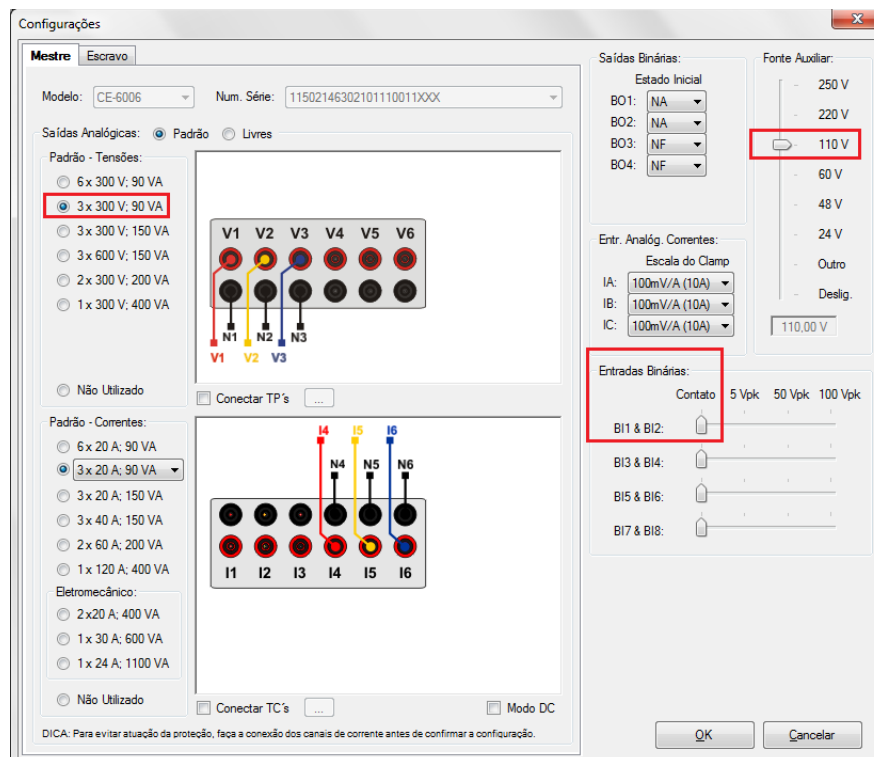 Configurações
Mestre
Escravo
Modelo: CE-6006
Num. Série: 11502146302101110011XXX
Saídas Analógicas: Padrão Livres
Padrão - Tensões:
6 x 300 V; 90 VA
3 x 300 V; 90 VA
3 x 300 V; 150 VA
3 x 600 V; 150 VA
2 x 300 V; 200 VA
1 x 300 V; 400 VA
Não Utilizado
V1 V2 V3 V4 V5 V6
N1 N2 N3
V1 V2 V3
Conectar TP´s ...
Padrão - Correntes:
6 x 20 A; 90 VA
3 x 20 A; 90 VA
3 x 20 A; 150 VA
3 x 40 A; 150 VA
2 x 60 A; 200 VA
1 x 120 A; 400 VA
Eletromecânico:
2 x20 A; 400 VA
1 x 30 A; 600 VA
1 x 24 A; 1100 VA
Não Utilizado
I4 I5 I6
N4 N5 N6
I1 I2 I3 I4 I5 I6
Conectar TC´s ...
Modo DC
DICA: Para evitar atuação da proteção, faça a conexão dos canais de corrente antes de confirmar a configuração.
Saídas Binárias:
Estado Inicial
BO1: NA
BO2: NA
BO3: NF
BO4: NF
Fonte Auxiliar:
250 V
220 V
110 V
60 V
48 V
24 V
Outro
Deslig.
110,00 V
Entr. Analóg. Correntes:
Escala do Clamp
IA: 100mV/A (10A)
IB: 100mV/A (10A)
IC: 100mV/A (10A)
Entradas Binárias:
Contato 5 Vpk 50 Vpk 100 Vpk
BI1 & BI2:
BI3 & BI4:
BI5 & BI6:
BI7 & BI8:
OK
Cancelar